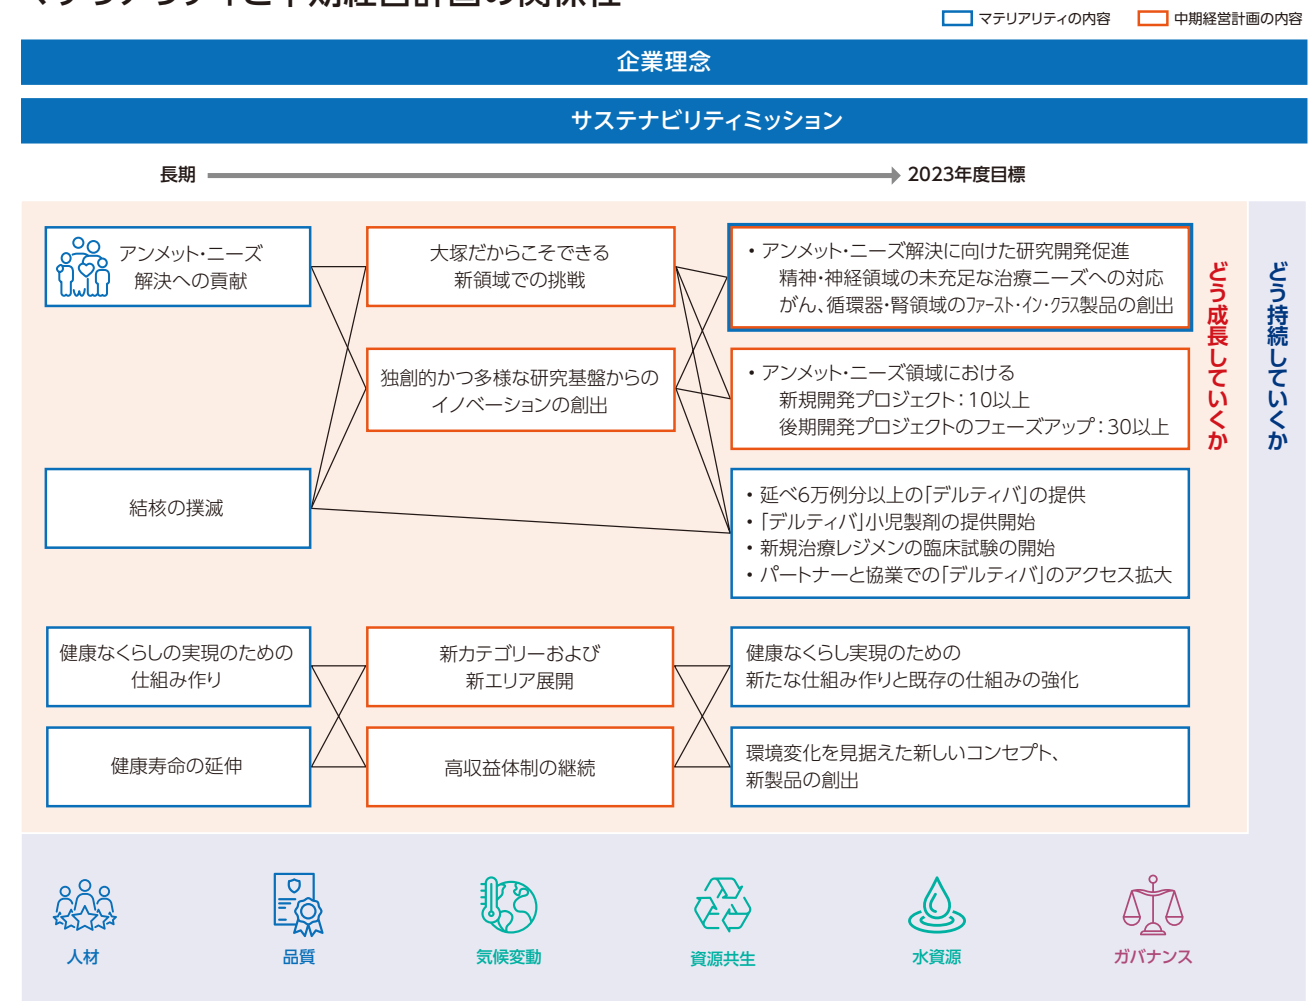 マテリアリティと中期経営計画の関係性
マテリアリティの内容
中期経営計画の内容
企業理念
サステナビリティミッション
長期
2023年度目標
アンメット・ニーズ
解決への貢献
大塚だからこそできる
新領域での挑戦
・アンメット・ニーズ解決に向けた研究開発促進
精神・神経領域の未充足な治療ニーズへの対応
がん、循環器・腎領域のファースト・イン・クラス製品の創出
独創的かつ多様な研究基盤からの
イノベーションの創出
・アンメット・ニーズ領域における
新規開発プロジェクト：10以上
後期開発プロジェクトのフェーズアップ：30以上
結核の撲滅
・延べ6万例分以上の「デルティバ」の提供
・「デルティバ」小児製剤の提供開始
・新規治療レジメンの臨床試験の開始
・パートナーと協業での「デルティバ」のアクセス拡大
健康なくらしの実現のための
仕組み作り
新カテゴリーおよび
新エリア展開
健康なくらし実現のための
新たな仕組み作りと既存の仕組みの強化
健康寿命の延伸
高収益体制の継続
環境変化を見据えた新しいコンセプト、
新製品の創出
どう成長していくか
どう持続していくか
人材
品質
気候変動
資源共生
水資源
ガバナンス